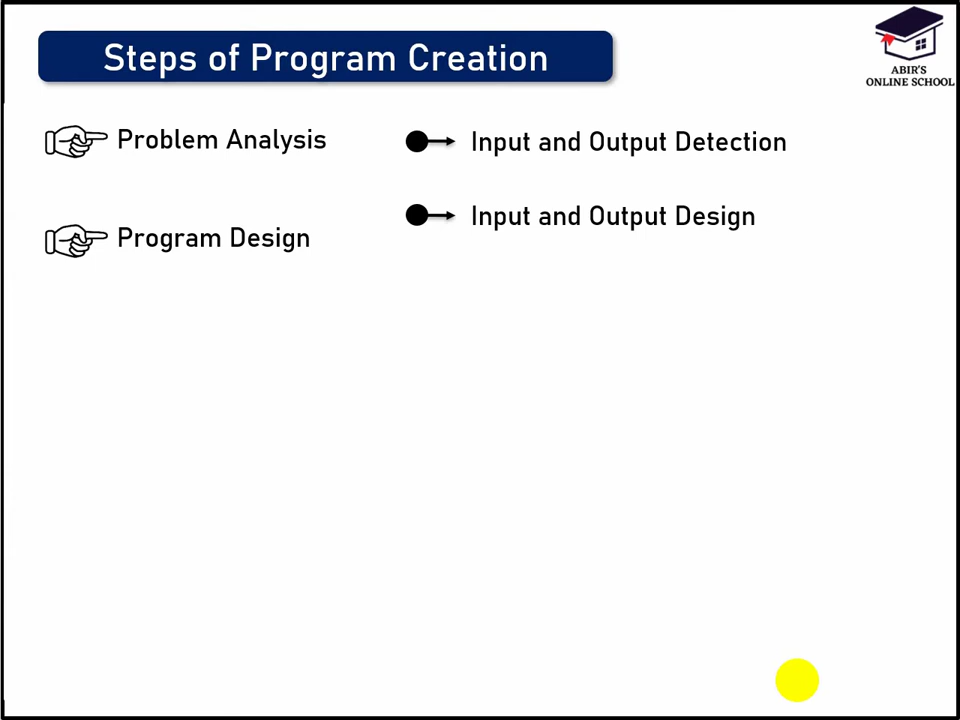 Steps of Program Creation
ABIR'S
ONLINE SCHOOL
Problem Analysis
Input and Output Detection
Input and Output Design
Program Design